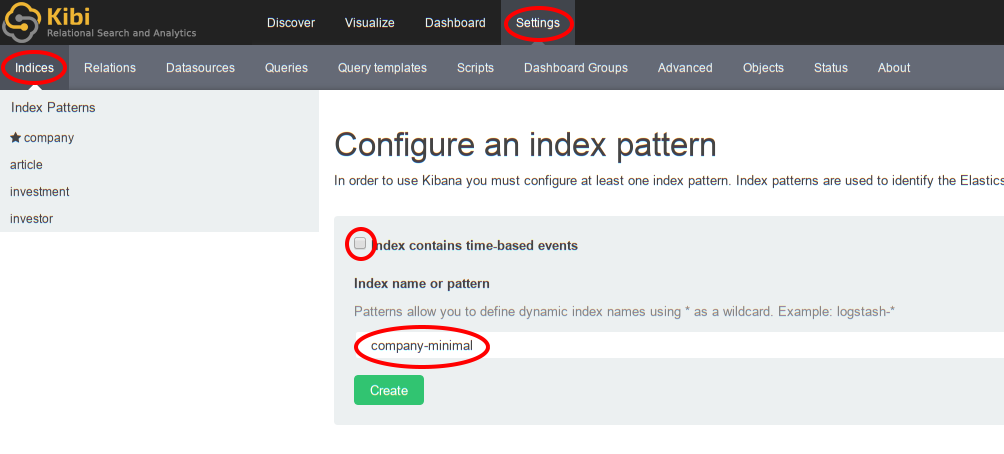 Kibi
Relational Search and Analytics
Discover Visualize Dashboard Settings
Indices Relations Datasources Queries Query templates Scripts Dashboard Groups Advanced Objects Status About
Index Patterns
company
article
investment
investor
Configure an index pattern
In order to use Kibana you must configure at least one index pattern. Index patterns are used to identify the Elastics
Index contains time-based events
Index name or pattern
Patterns allow you to define dynamic index names using * as a wildcard. Example: logstash-*
company-minimal
Create